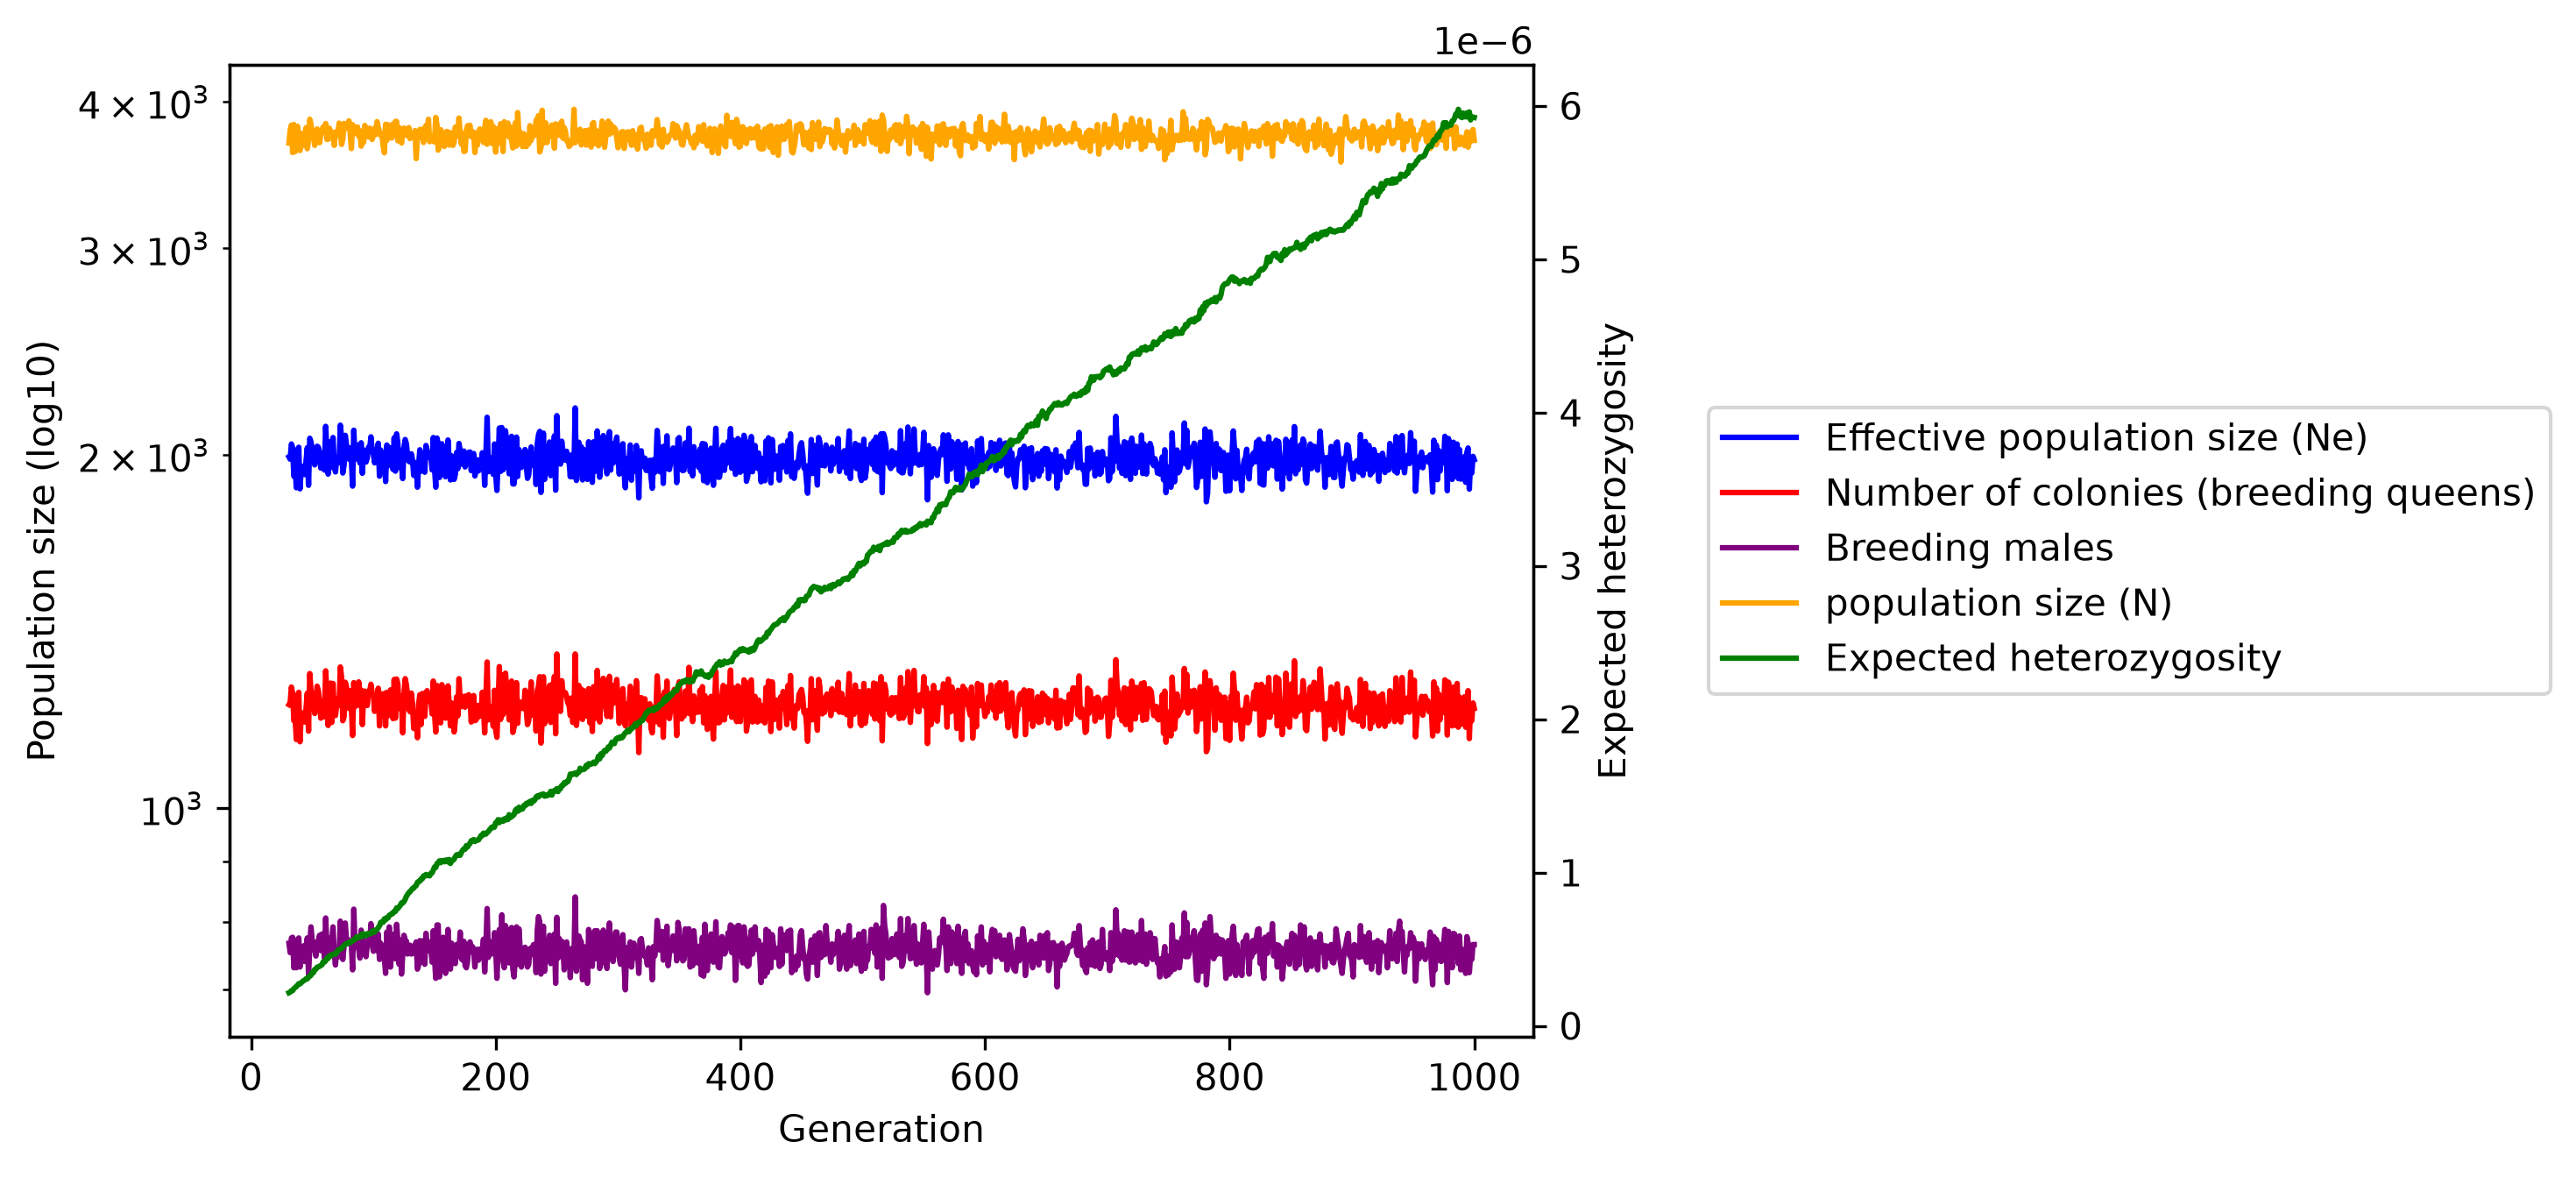 1e−6
4 × 10³
3 × 10³
2 × 10³
10³
Population size (log10)
6
5
4
3
2
1
0
Expected heterozygosity
0
200
400
600
800
1000
Generation
Effective population size (Ne)
Number of colonies (breeding queens)
Breeding males
population size (N)
Expected heterozygosity